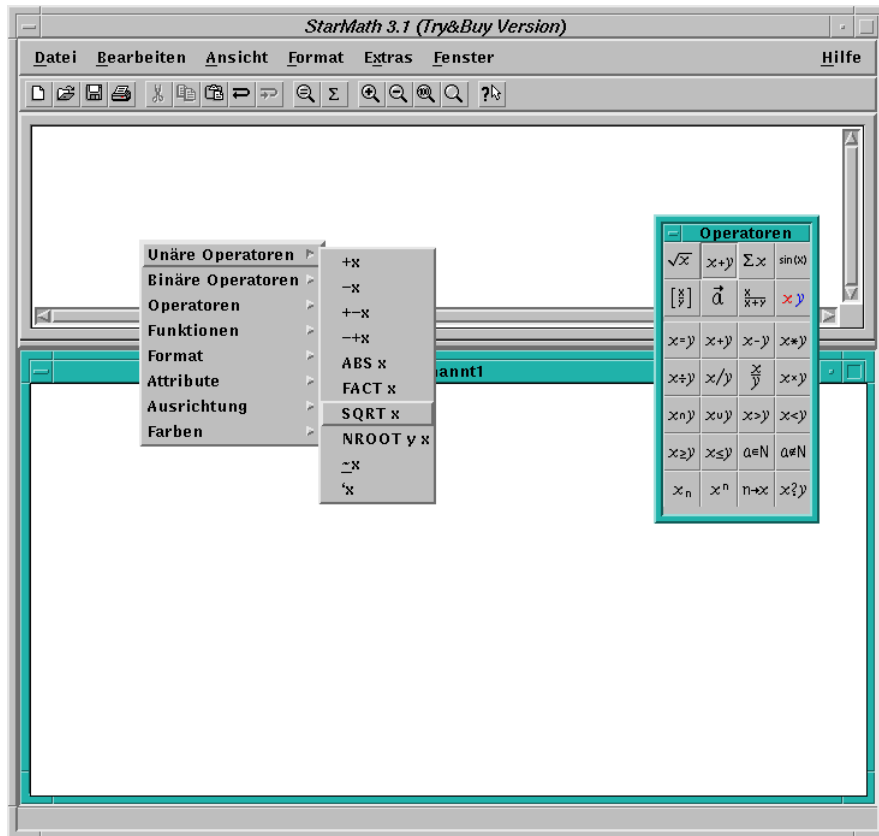 StarMath 3.1 (Try&Buy Version)
Datei Bearbeiten Ansicht Format Extras Fenster Hilfe
Σ
?
Unäre Operatoren
Binäre Operatoren
Operatoren
Funktionen
Format
Attribute
Ausrichtung
Farben
+x
−x
+−x
−+x
ABS x
FACT x
SQRT x
NROOT y x
~x
‘x
annt1
Operatoren
√x x+y Σx sin(x)
[x/y] a⃗ x/x+y x y
x=y x+y x-y x*y
x÷y x/y x/y x×y
x∩y x∪y x>y x<y
x≥y x≤y a∈N a∉N
xₙ xⁿ n→x x?y